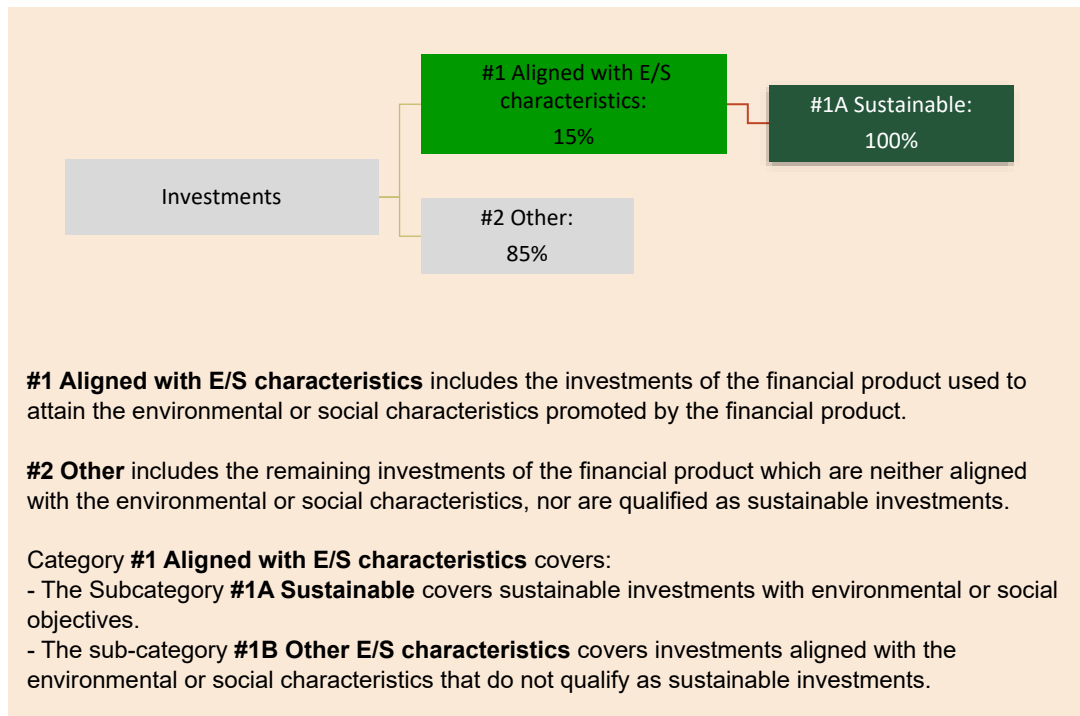 #1 Aligned with E/S
characteristics:
15%
#1A Sustainable:
100%
Investments
#2 Other:
85%
#1 Aligned with E/S characteristics includes the investments of the financial product used to
attain the environmental or social characteristics promoted by the financial product.
#2 Other includes the remaining investments of the financial product which are neither aligned
with the environmental or social characteristics, nor are qualified as sustainable investments.
Category #1 Aligned with E/S characteristics covers:
- The Subcategory #1A Sustainable covers sustainable investments with environmental or social
objectives.
- The sub-category #1B Other E/S characteristics covers investments aligned with the
environmental or social characteristics that do not qualify as sustainable investments.